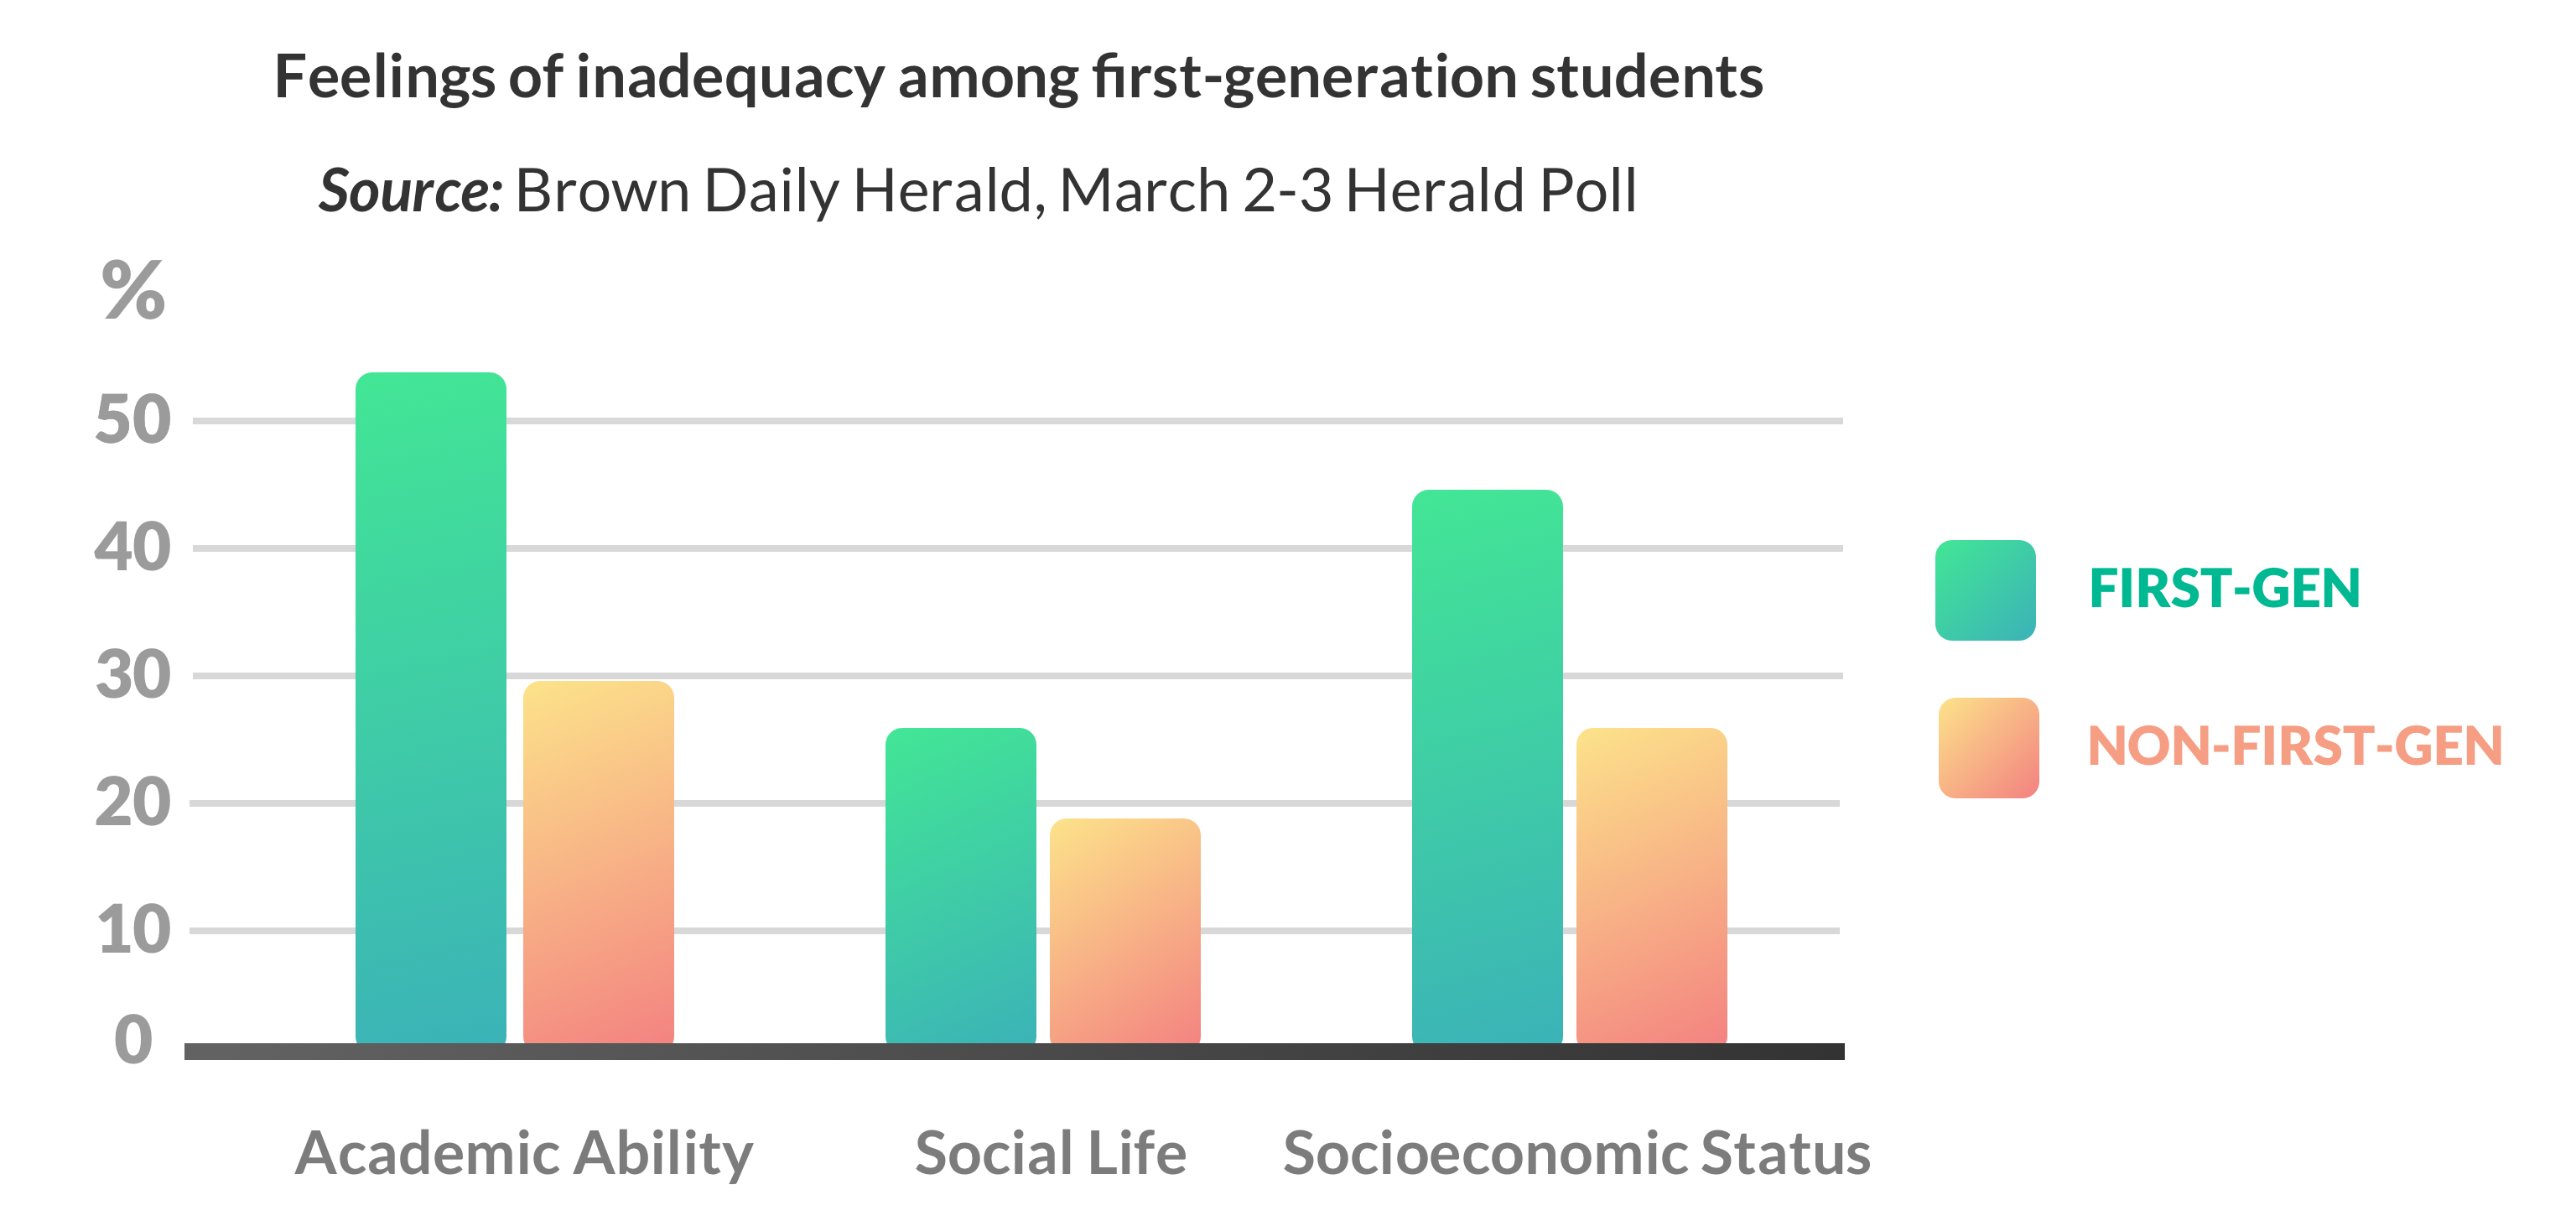 Feelings of inadequacy among first-generation students
Source: Brown Daily Herald, March 2-3 Herald Poll
%
50
40
30
20
10
0
Academic Ability
Social Life
Socioeconomic Status
FIRST-GEN
NON-FIRST-GEN